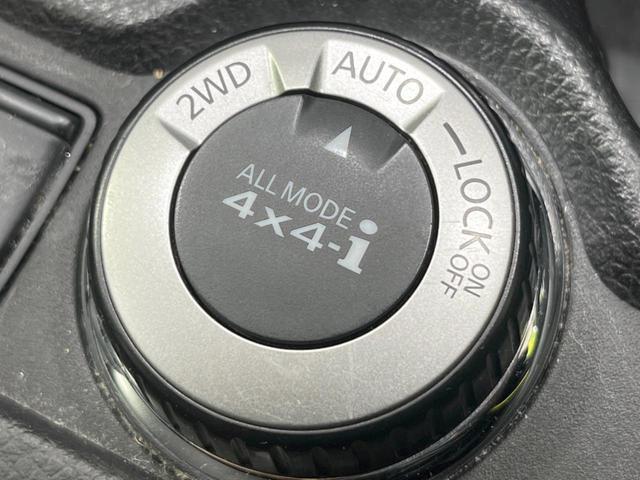 2WD
AUTO
LOCK ON
OFF
ALL MODE
4x4-i